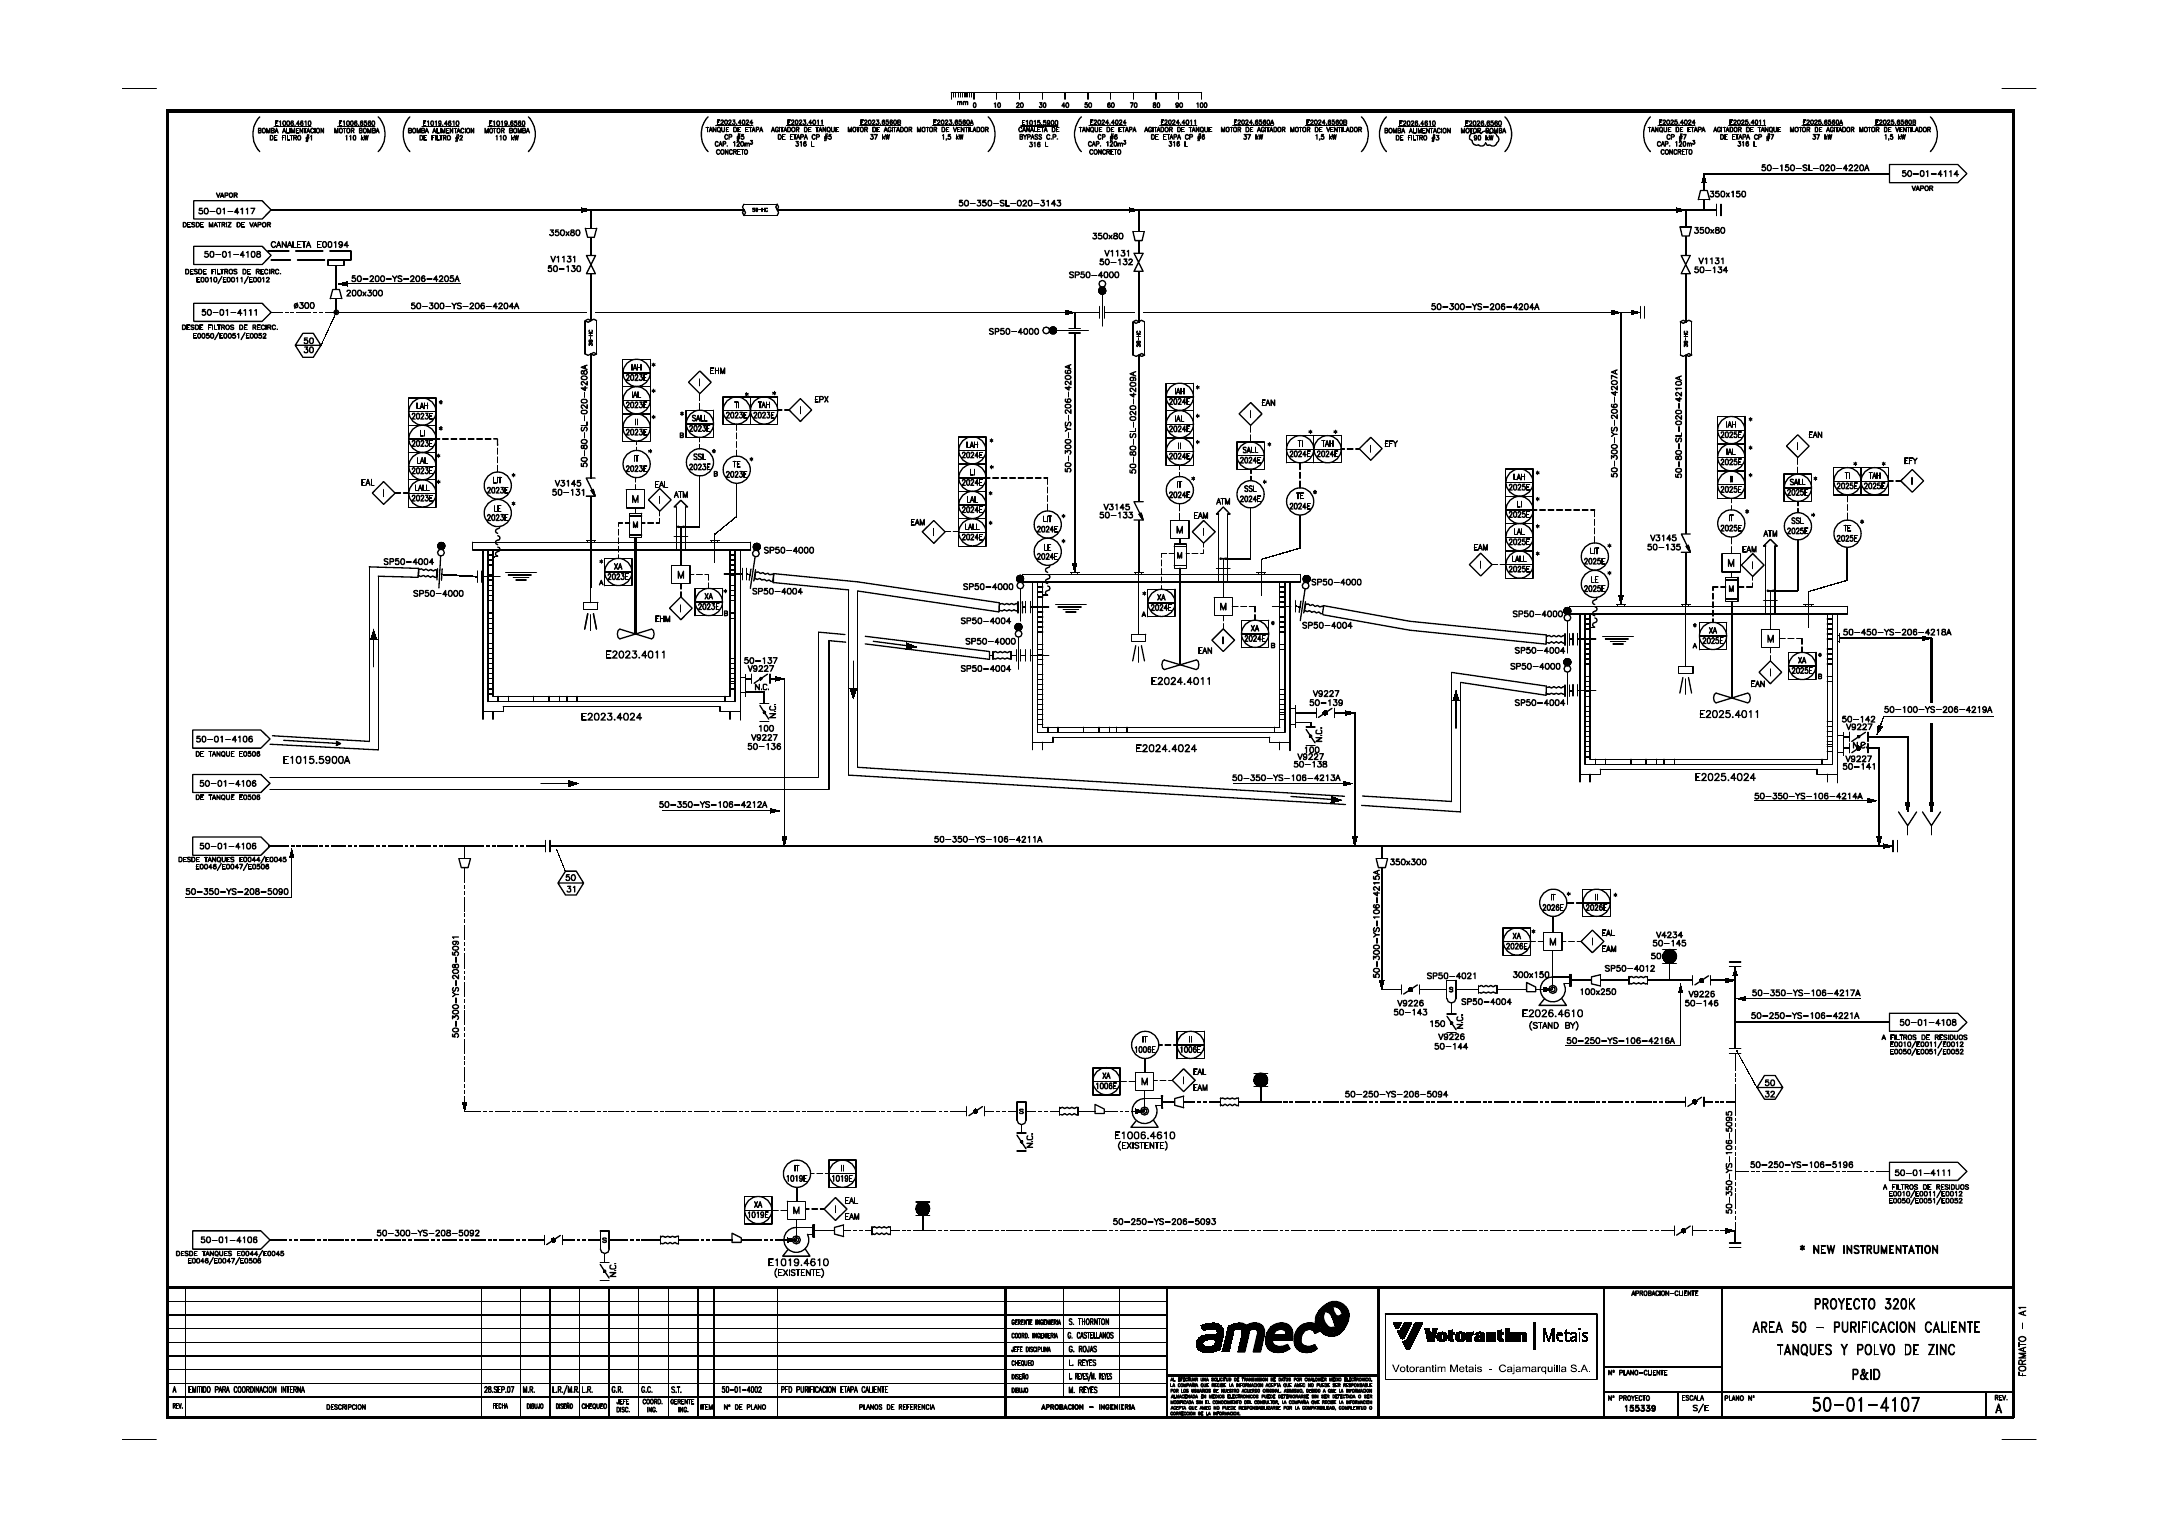 mm 0 10 20 30 40 50 60 70 80 90 100
E1006.4610
BOMBA ALIMENTACION
DE FILTRO #1
E1006.6560
MOTOR BOMBA
110 kW
E1019.4610
BOMBA ALIMENTACION
DE FILTRO #2
E1019.6560
MOTOR BOMBA
110 kW
E2023.4024
TANQUE DE ETAPA
CP #5
CAP. 120m³
CONCRETO
E2023.4011
AGITADOR DE TANQUE
DE ETAPA CP #5
316 L
E2023.6560B
MOTOR DE AGITADOR
37 kW
E2023.6560A
MOTOR DE VENTILADOR
1,5 kW
E1015.5900
CANALETA DE
BYPASS C.P.
316 L
E2024.4024
TANQUE DE ETAPA
CP #6
CAP. 120m³
CONCRETO
E2024.4011
AGITADOR DE TANQUE
DE ETAPA CP #6
316 L
E2024.6560A
MOTOR DE AGITADOR
37 kW
E2024.6560B
MOTOR DE VENTILADOR
1,5 kW
E2026.4610
BOMBA ALIMENTACION
DE FILTRO #3
E2026.6560
MOTOR BOMBA
(90 kW)
E2025.4024
TANQUE DE ETAPA
CP #7
CAP. 120m³
CONCRETO
E2025.4011
AGITADOR DE TANQUE
DE ETAPA CP #7
316 L
E2025.6560A
MOTOR DE AGITADOR
37 kW
E2025.6560B
MOTOR DE VENTILADOR
1,5 kW
50-150-SL-020-4220A
50-01-4114
VAPOR
350x150
VAPOR
50-01-4117
DESDE MATRIZ DE VAPOR
50-HC
50-350-SL-020-3143
350x80
350x80
350x80
50-01-4108
CANALETA E00194
DESDE FILTROS DE RECIRC.
E0010/E0011/E0012
50-200-YS-206-4205A
200x300
V1131
50-130
V1131
50-132
V1131
50-134
SP50-4000
50-01-4111
ø300
50-300-YS-206-4204A
50-300-YS-206-4204A
DESDE FILTROS DE RECIRC.
E0050/E0051/E0052
50
30
SP50-4000
50-80-SL-020-4208A
50-300-YS-206-4206A
50-80-SL-020-4209A
50-300-YS-206-4207A
50-80-SL-020-4210A
LAH 2023E *
LI 2023E *
LAL 2023E *
LALL 2023E *
EAL
LIT 2023E *
LE 2023E *
IAH 2023E *
IAL 2023E *
II 2023E *
IT 2023E *
EHM
SALL 2023E * B
SSL 2023E * B
TI 2023E *
TAH 2023E *
EPX
TE 2023E *
V3145
50-131
M
EAL
ATM
M
XA 2023E * A
M
XA 2023E * B
EHM
E2023.4011
E2023.4024
SP50-4004
SP50-4000
SP50-4000
SP50-4004
LAH 2024E *
LI 2024E *
LAL 2024E *
LALL 2024E *
EAM
LIT 2024E *
LE 2024E *
IAH 2024E *
IAL 2024E *
II 2024E *
IT 2024E *
EAN
SALL 2024E *
SSL 2024E *
TI 2024E *
TAH 2024E *
EFY
TE 2024E *
V3145
50-133
M
EAM
ATM
M
XA 2024E * A
M
XA 2024E * B
EAN
E2024.4011
E2024.4024
SP50-4000
SP50-4004
SP50-4000
SP50-4004
SP50-4000
SP50-4004
LAH 2025E *
LI 2025E *
LAL 2025E *
LALL 2025E *
EAM
LIT 2025E *
LE 2025E *
IAH 2025E *
IAL 2025E *
II 2025E *
IT 2025E *
EAN
SALL 2025E *
SSL 2025E *
TI 2025E *
TAH 2025E *
EFY
TE 2025E *
V3145
50-135
M
EAM
ATM
M
XA 2025E * A
M
XA 2025E * B
EAN
E2025.4011
E2025.4024
SP50-4000
SP50-4004
SP50-4000
SP50-4004
50-450-YS-206-4218A
50-100-YS-206-4219A
50-137
V9227
N.C.
N.C.
100
V9227
50-136
V9227
50-139
N.C.
100
V9227
50-138
50-142
V9227
N.C.
V9227
50-141
50-01-4106
DE TANQUE E0506
E1015.5900A
50-01-4106
DE TANQUE E0506
50-350-YS-106-4212A
50-350-YS-106-4213A
50-350-YS-106-4214A
50-01-4106
DESDE TANQUES E0044/E0045
E0046/E0047/E0506
50-350-YS-208-5090
50
31
50-350-YS-106-4211A
350x300
50-300-YS-106-4215A
50-300-YS-208-5091
IT 2026E *
II 2026E *
XA 2026E *
M
EAL
EAM
V4234
50-145
50
SP50-4021
300x150
SP50-4012
V9226
50-143
S
SP50-4004
100x250
V9226
50-146
150
N.C.
V9226
50-144
E2026.4610
(STAND BY)
50-250-YS-106-4216A
50-350-YS-106-4217A
50-250-YS-106-4221A
50-01-4108
A FILTROS DE RESIDUOS
E0010/E0011/E0012
E0050/E0051/E0052
50
32
IT 1006E
II 1006E
XA 1006E
M
EAL
EAM
S
N.C.
E1006.4610
(EXISTENTE)
50-250-YS-206-5094
50-350-YS-106-5095
50-250-YS-106-5196
50-01-4111
A FILTROS DE RESIDUOS
E0010/E0011/E0012
E0050/E0051/E0052
IT 1019E
II 1019E
XA 1019E
M
EAL
EAM
50-01-4106
50-300-YS-208-5092
DESDE TANQUES E0044/E0045
E0046/E0047/E0506
S
N.C.
E1019.4610
(EXISTENTE)
50-250-YS-206-5093
* NEW INSTRUMENTATION
A EMITIDO PARA COORDINACION INTERNA 28.SEP.07 M.R. L.R./M.R. L.R. G.R. G.C. S.T.
REV. DESCRIPCION FECHA DIBUJO DISEÑO CHEQUEO JEFE DISC. COORD. ING. GERENTE ING.
50-01-4002 PFD PURIFICACION ETAPA CALIENTE
ITEM N° DE PLANO PLANOS DE REFERENCIA
GERENTE INGENIERIA S. THORNTON
COORD. INGENIERIA G. CASTELLANOS
JEFE DISCIPLINA G. ROJAS
CHEQUEO L. REYES
DISEÑO L. REYES/M. REYES
DIBUJO M. REYES
APROBACION - INGENIERIA
amec
Votorantim | Metais
Votorantim Metais - Cajamarquilla S.A.
APROBACION-CLIENTE
N° PLANO-CLIENTE
N° PROYECTO
155339
ESCALA
S/E
PROYECTO 320K
AREA 50 - PURIFICACION CALIENTE
TANQUES Y POLVO DE ZINC
P&ID
PLANO N°
50-01-4107
REV.
A
FORMATO - A1